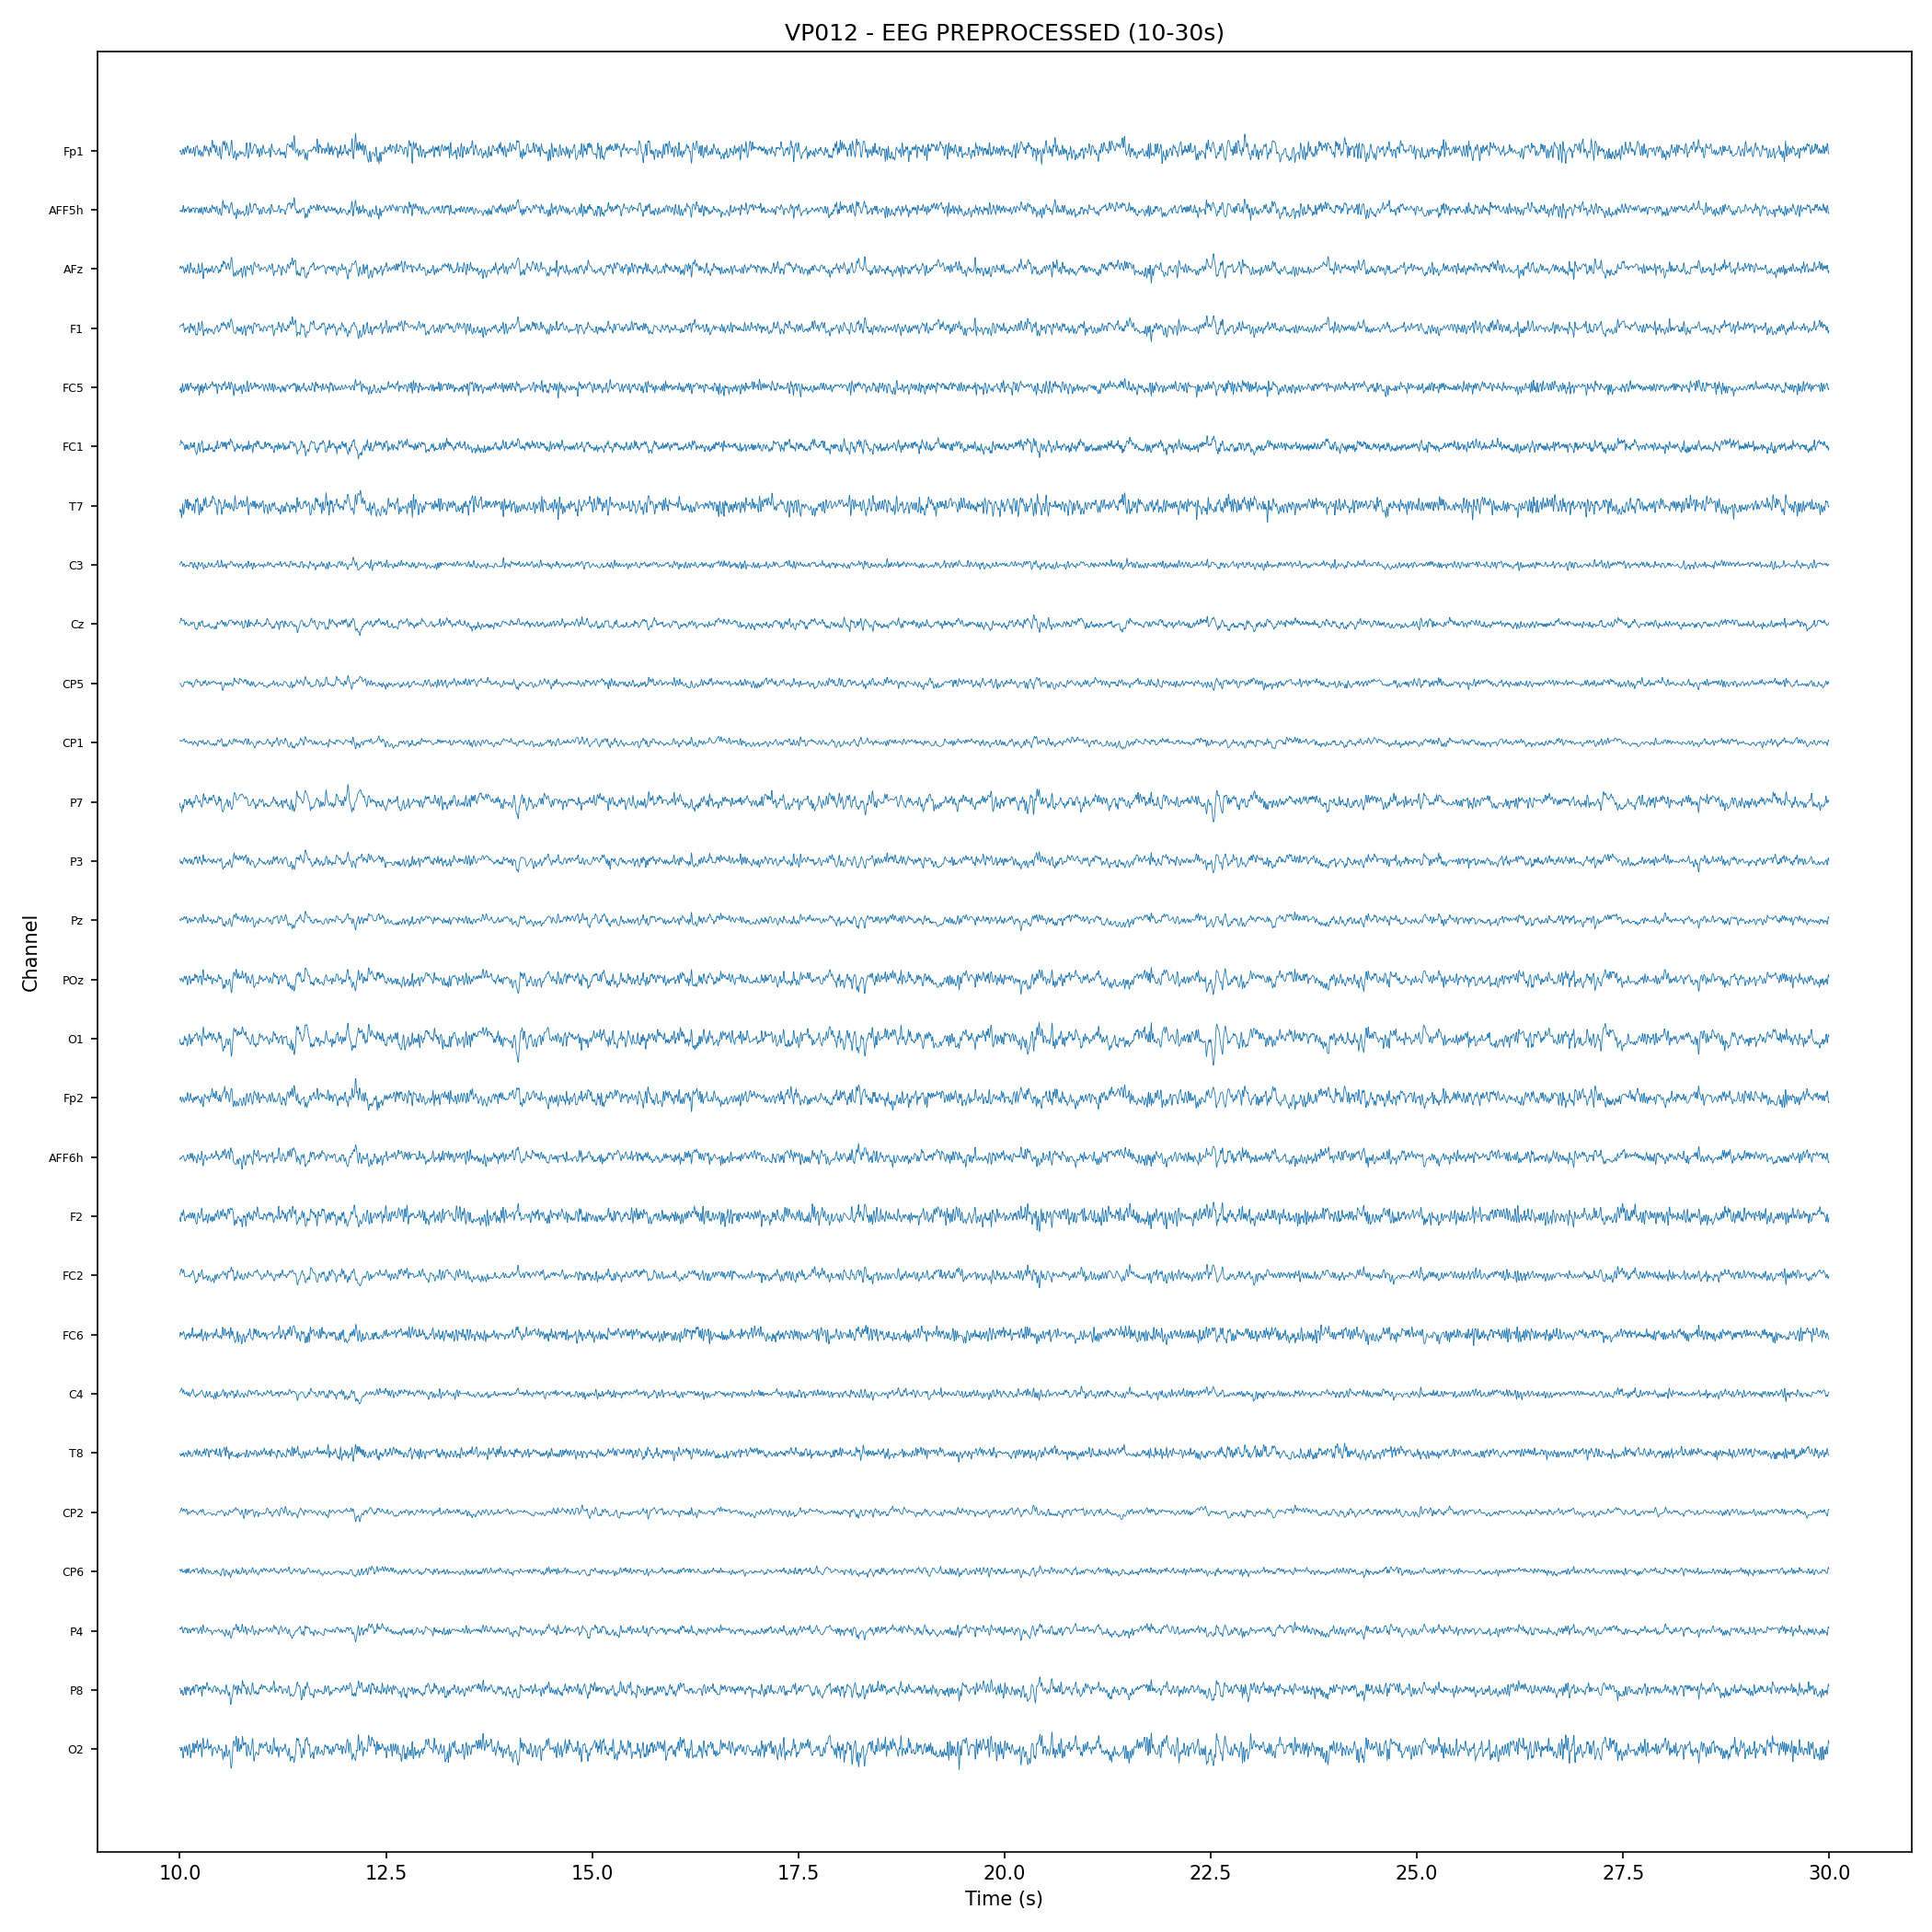 VP012 - EEG PREPROCESSED (10-30s)
Fp1
AFF5h
AFz
F1
FC5
FC1
T7
C3
Cz
CP5
CP1
P7
P3
Pz
POz
O1
Fp2
AFF6h
F2
FC2
FC6
C4
T8
CP2
CP6
P4
P8
O2
Channel
10.0 12.5 15.0 17.5 20.0 22.5 25.0 27.5 30.0
Time (s)